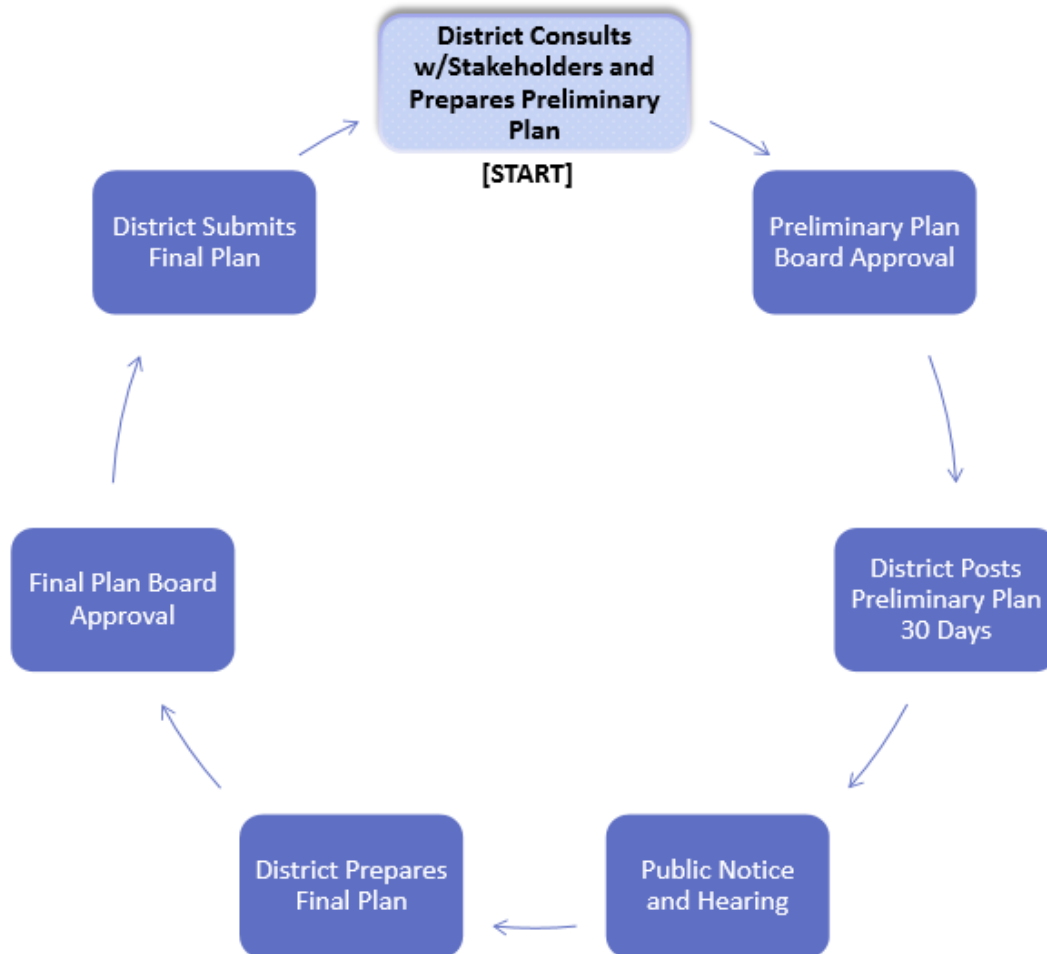 District Consults
w/Stakeholders and
Prepares Preliminary
Plan
[START]
Preliminary Plan
Board Approval
District Posts
Preliminary Plan
30 Days
Public Notice
and Hearing
District Prepares
Final Plan
Final Plan Board
Approval
District Submits
Final Plan